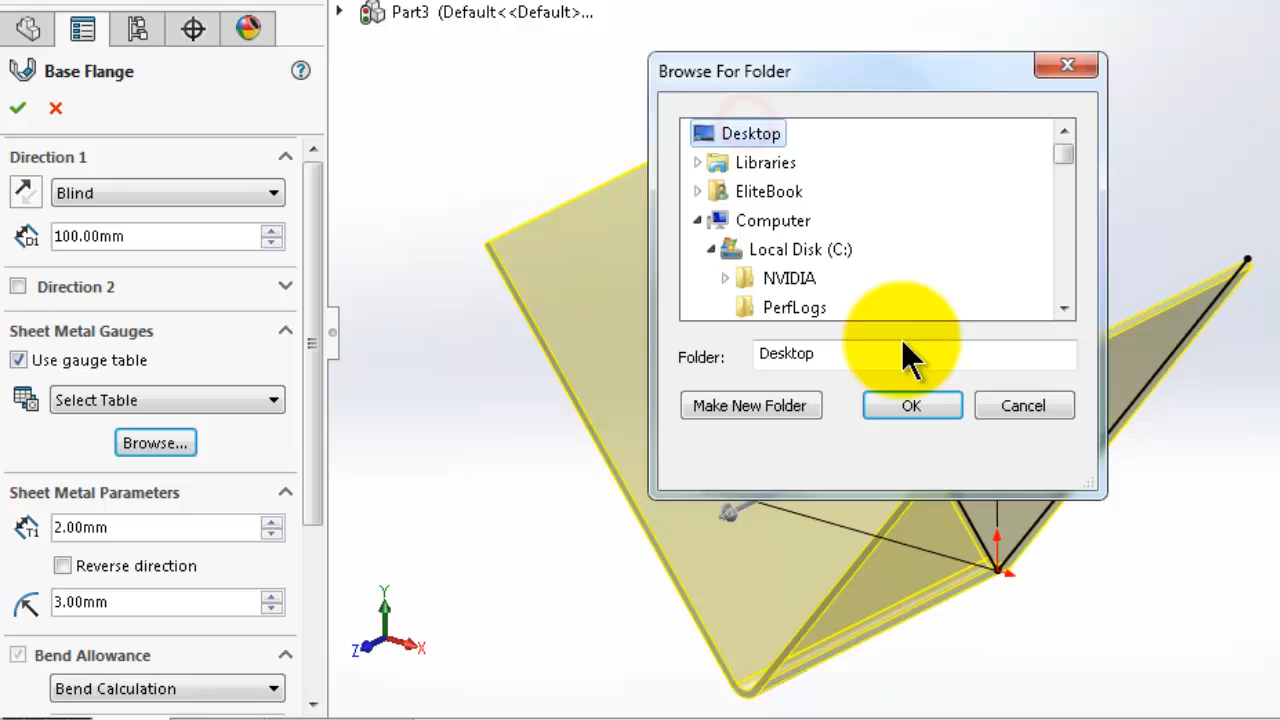 Part3 (Default<<Default>...
Base Flange
Direction 1
Blind
D1
100.00mm
Direction 2
Sheet Metal Gauges
Use gauge table
Select Table
Browse...
Sheet Metal Parameters
T1
2.00mm
Reverse direction
3.00mm
Bend Allowance
Bend Calculation
Browse For Folder
Desktop
Libraries
EliteBook
Computer
Local Disk (C:)
NVIDIA
PerfLogs
Folder:
Desktop
Make New Folder
OK
Cancel
Y
Z
X